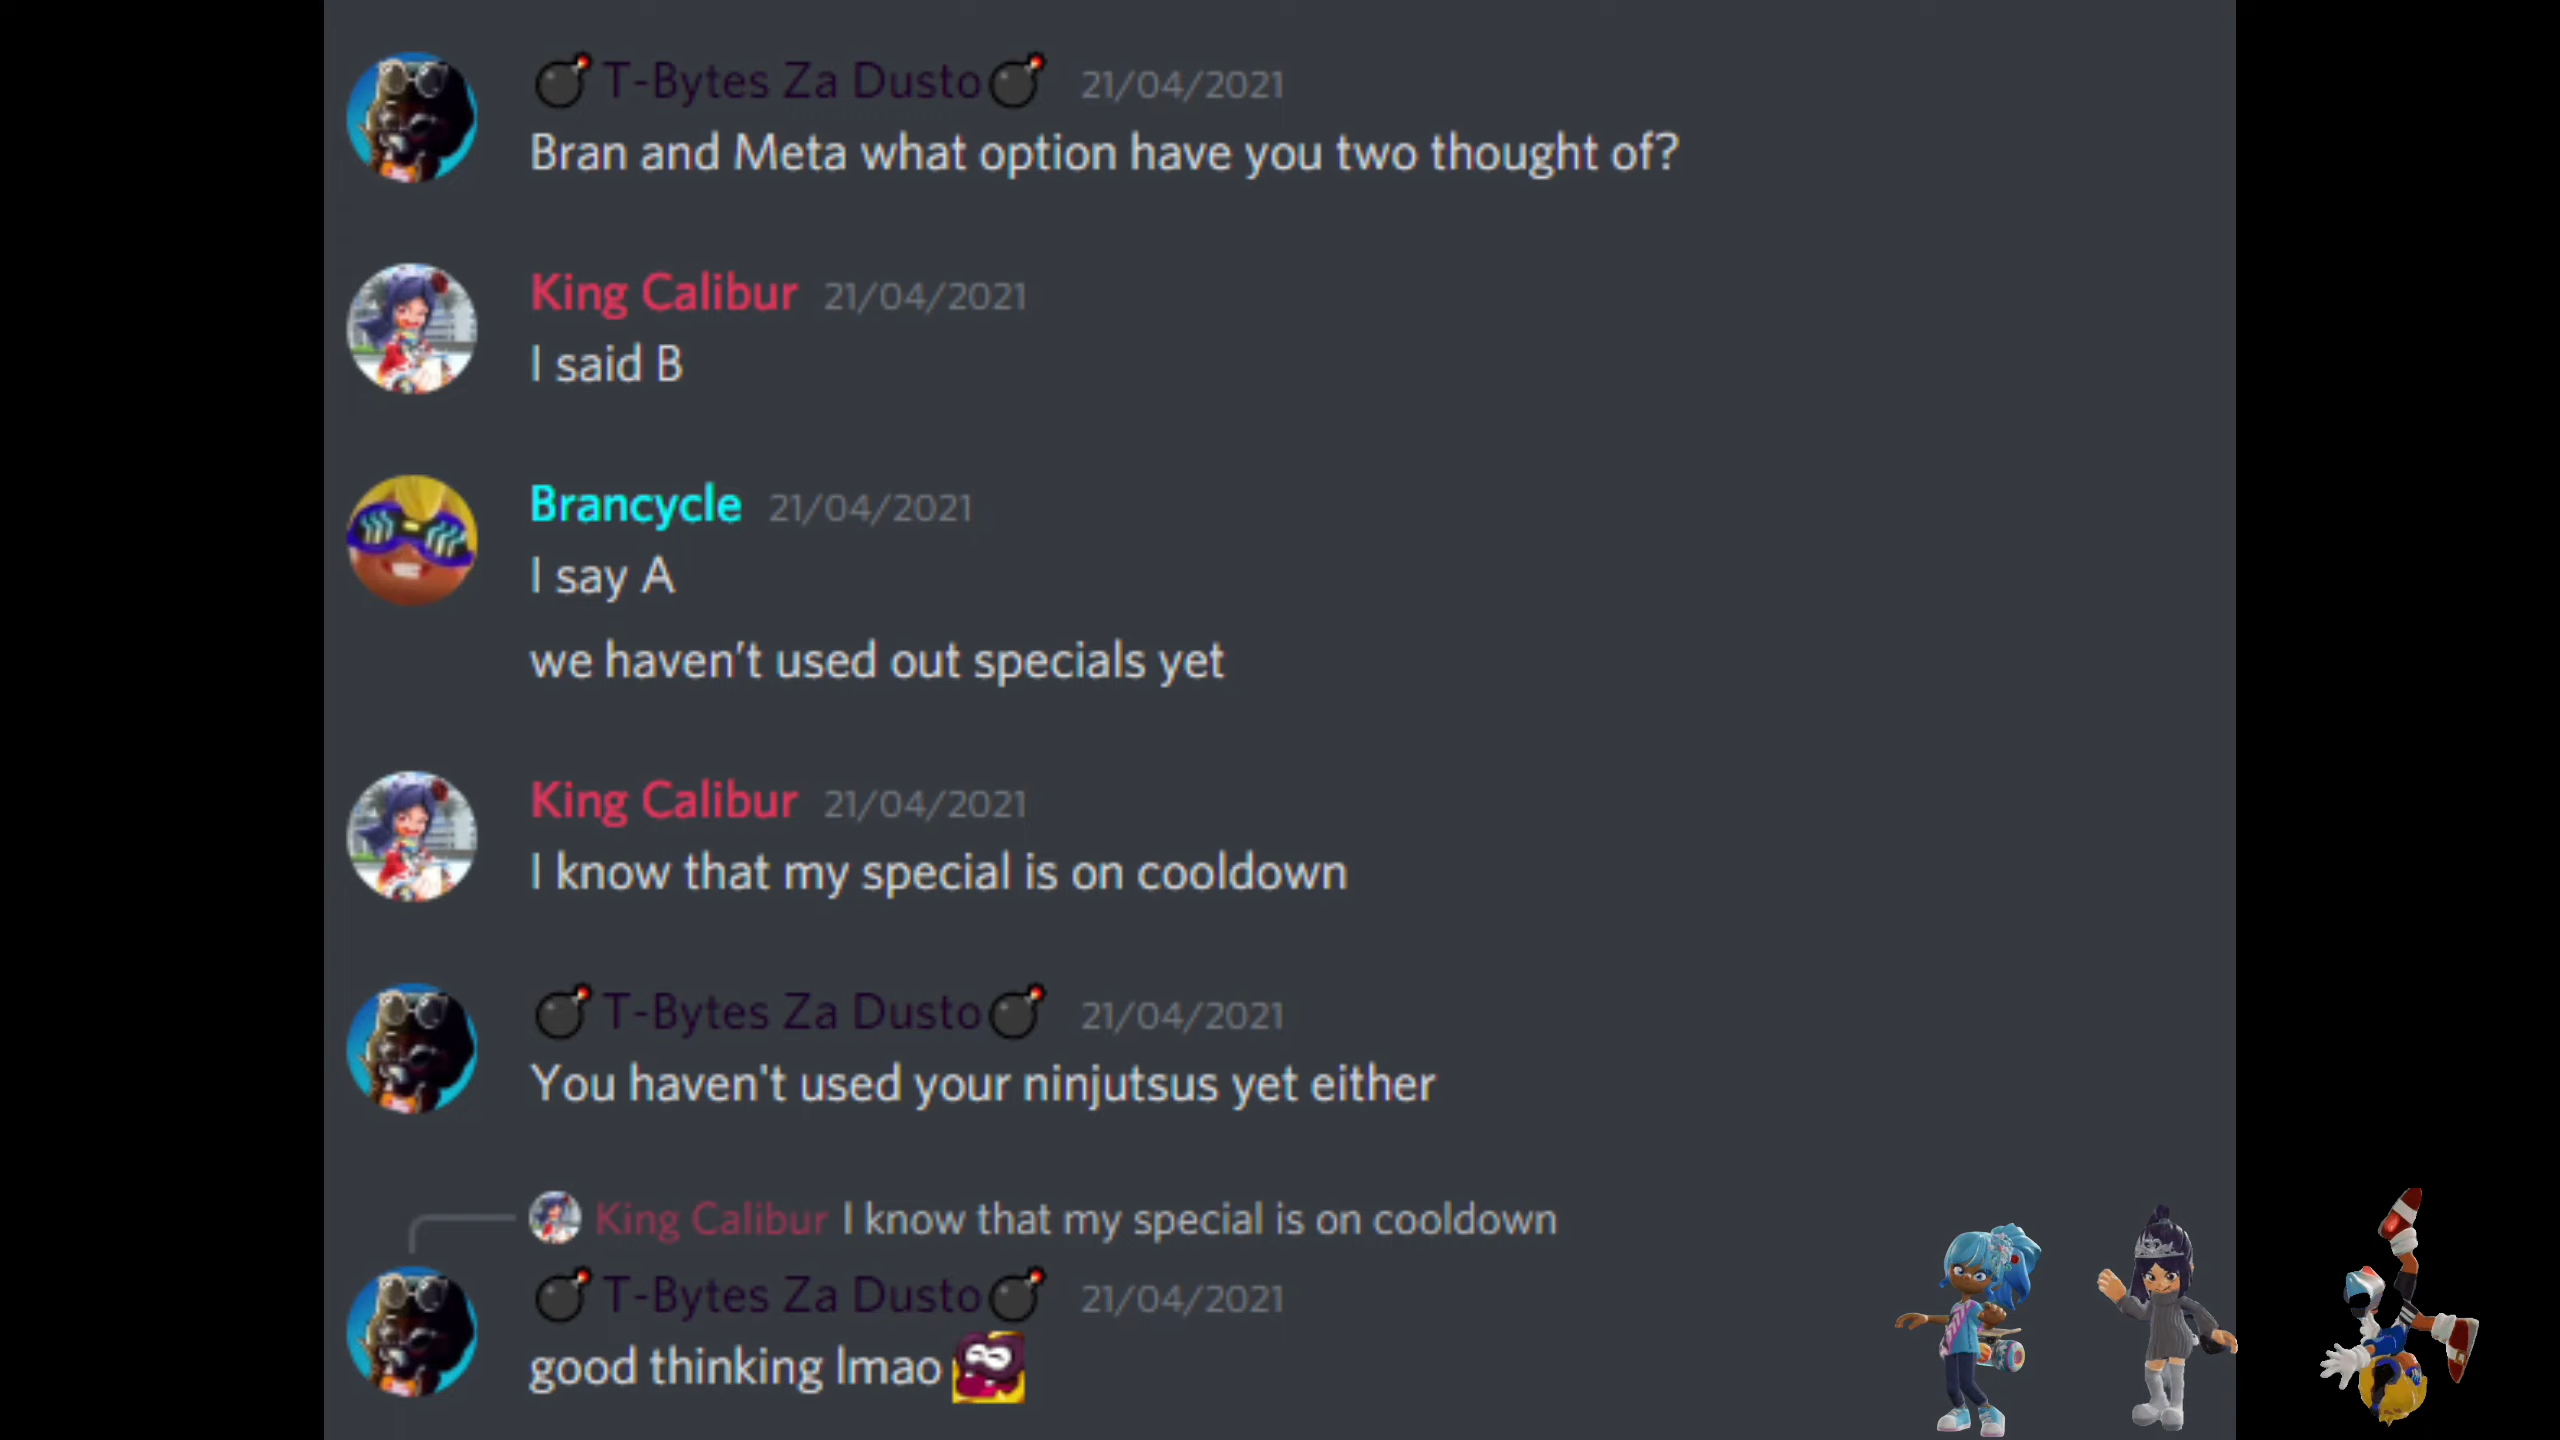 💣T-Bytes Za Dusto💣 21/04/2021
Bran and Meta what option have you two thought of?
King Calibur 21/04/2021
I said B
Brancycle 21/04/2021
I say A
we haven’t used out specials yet
King Calibur 21/04/2021
I know that my special is on cooldown
💣T-Bytes Za Dusto💣 21/04/2021
You haven't used your ninjutsus yet either
King Calibur I know that my special is on cooldown
💣T-Bytes Za Dusto💣 21/04/2021
good thinking lmao